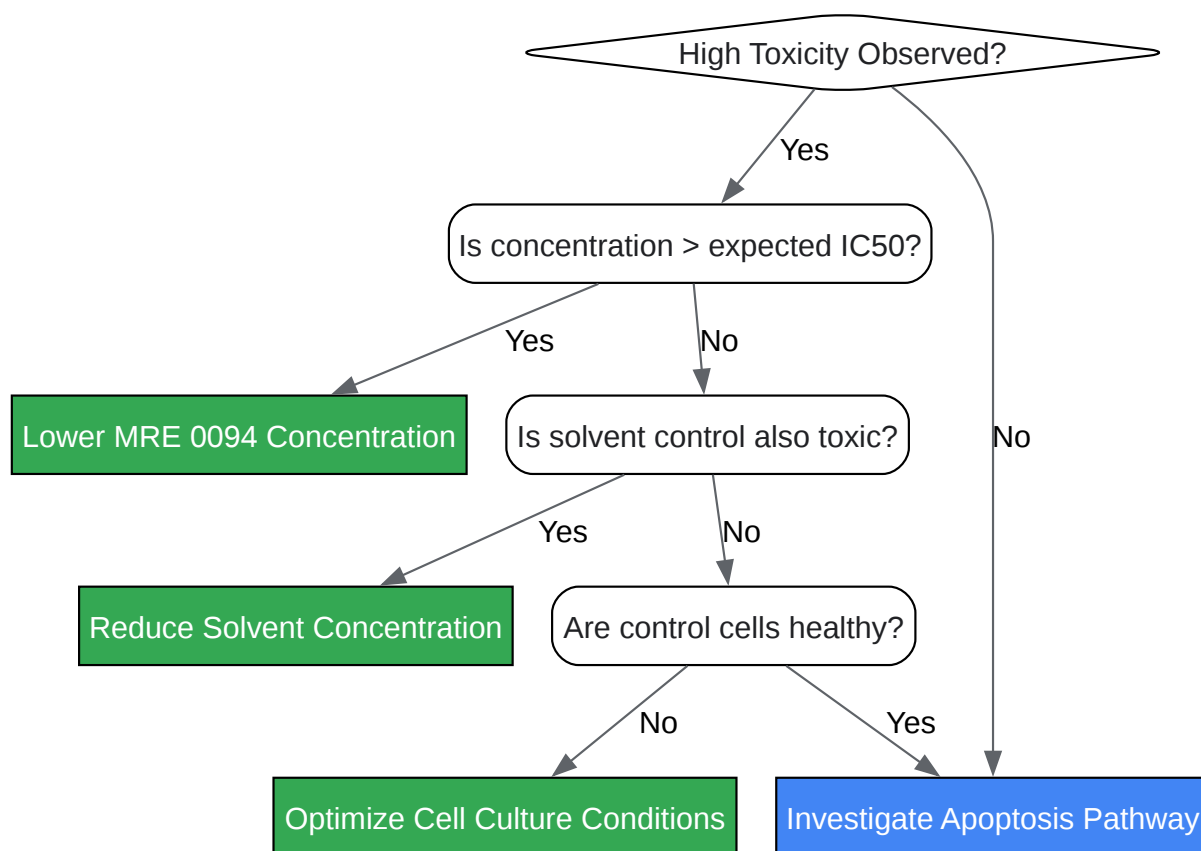 High Toxicity Observed?
Yes
Is concentration > expected IC50?
Yes
No
Lower MRE 0094 Concentration
Is solvent control also toxic?
No
Yes
No
Reduce Solvent Concentration
Are control cells healthy?
No
Yes
Optimize Cell Culture Conditions
Investigate Apoptosis Pathway